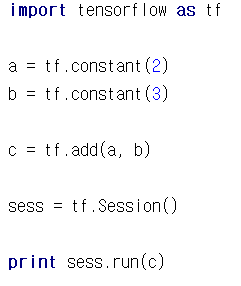 import tensorflow as tf
a = tf.constant(2)
b = tf.constant(3)
c = tf.add(a, b)
sess = tf.Session()
print sess.run(c)